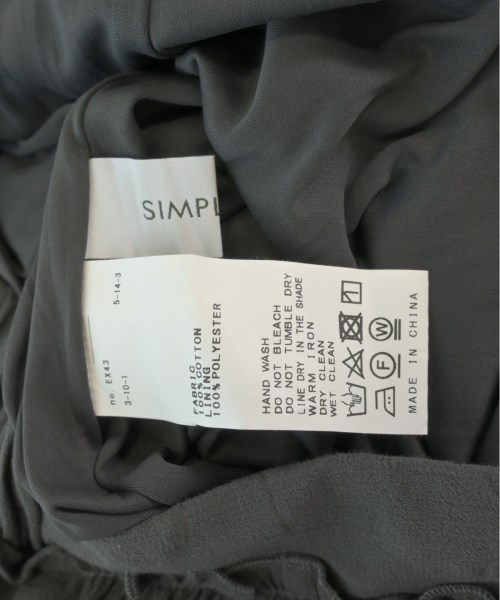 SIMPL
no. EX43
3-10-1
5-14-3
FABRIC
100% COTTON
LINING
100% POLYESTER
HAND WASH
DO NOT BLEACH
DO NOT TUMBLE DRY
LINE DRY IN THE SHADE
WARM IRON
DRY CLEAN
WET CLEAN
F
W
MADE IN CHINA